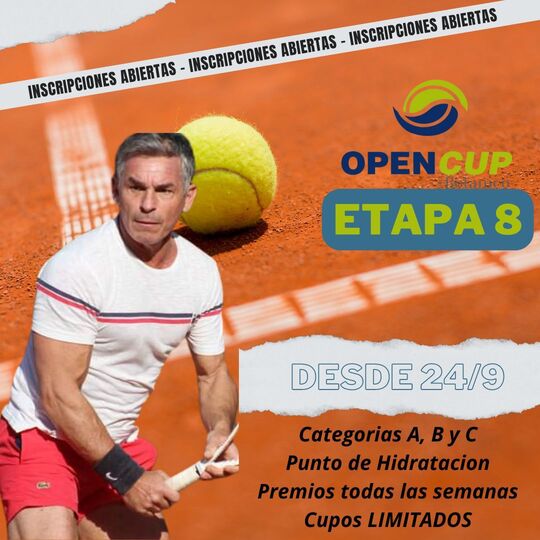 INSCRIPCIONES ABIERTAS - INSCRIPCIONES ABIERTAS - INSCRIPCIONES ABIERTAS
OPENCUP
ETAPA 8
DESDE 24/9
Categorias A, B y C
Punto de Hidratacion
Premios todas las semanas
Cupos LIMITADOS